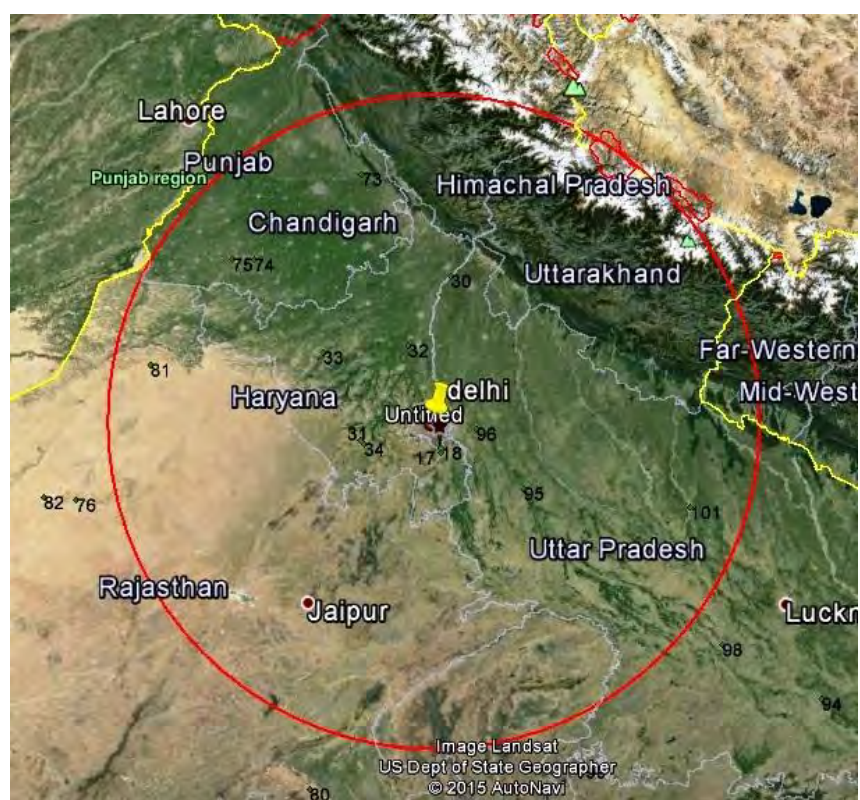 Lahore
Punjab
Punjab region
73
Himachal Pradesh
Chandigarh
7574
30
Uttarakhand
33
32
Far-Western
81
Haryana
delhi
Mid-West
Untitled
31
34
17
18
96
82
76
95
101
Uttar Pradesh
Rajasthan
Jaipur
Luckn
98
94
Image Landsat
US Dept of State Geographer
© 2015 AutoNavi
80